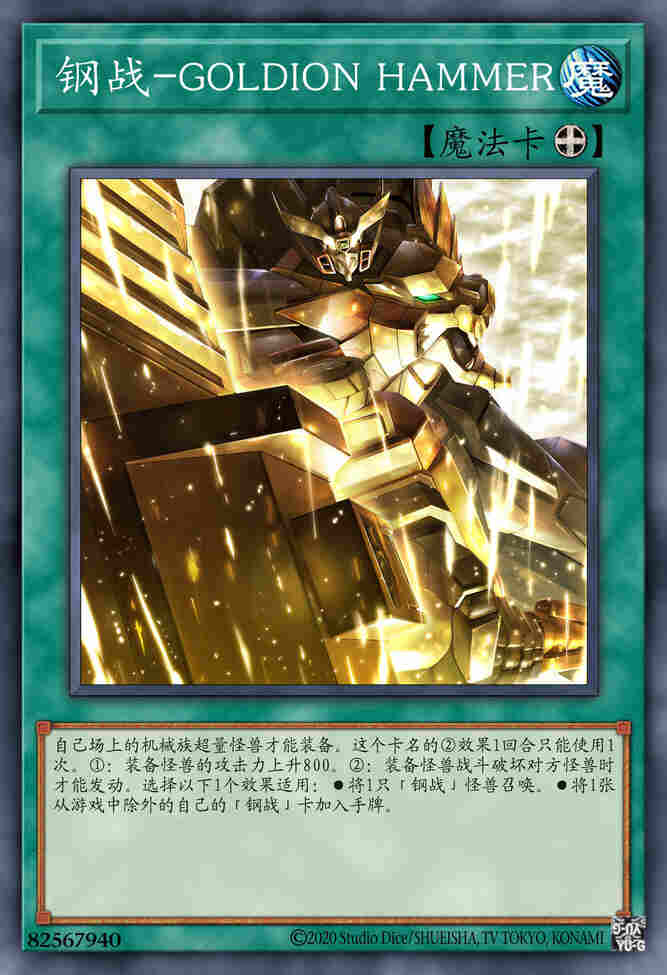 钢战-GOLDION HAMMER
魔
【魔法卡】
自己场上的机械族超量怪兽才能装备。这个卡名的②效果1回合只能使用1
次。①：装备怪兽的攻击力上升800。②：装备怪兽战斗破坏对方怪兽时
才能发动。选择以下1个效果适用：●将1只「钢战」怪兽召唤。●将1张
从游戏中除外的自己的「钢战」卡加入手牌。
82567940
©2020 Studio Dice/SHUEISHA, TV TOKYO, KONAMI